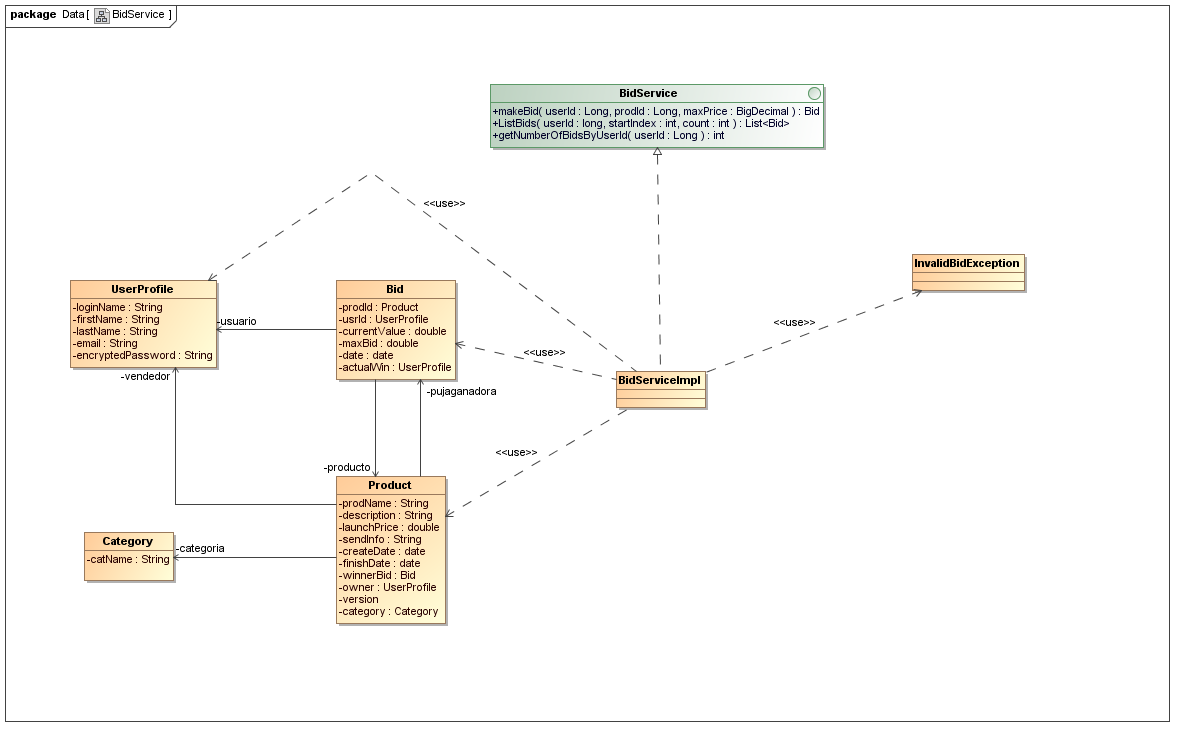 package Data[ BidService ]
BidService
+makeBid( userId : Long, prodId : Long, maxPrice : BigDecimal ) : Bid
+ListBids( userId : long, startIndex : int, count : int ) : List<Bid>
+getNumberOfBidsByUserId( userId : Long ) : int
<<use>>
InvalidBidException
UserProfile
-loginName : String
-firstName : String
-lastName : String
-email : String
-encryptedPassword : String
-usuario
Bid
-prodId : Product
-usrId : UserProfile
-currentValue : double
-maxBid : double
-date : date
-actualWin : UserProfile
<<use>>
<<use>>
BidServiceImpl
-vendedor
-pujaganadora
<<use>>
-producto
Product
-prodName : String
-description : String
-launchPrice : double
-sendInfo : String
-createDate : date
-finishDate : date
-winnerBid : Bid
-owner : UserProfile
-version
-category : Category
Category
-catName : String
-categoria